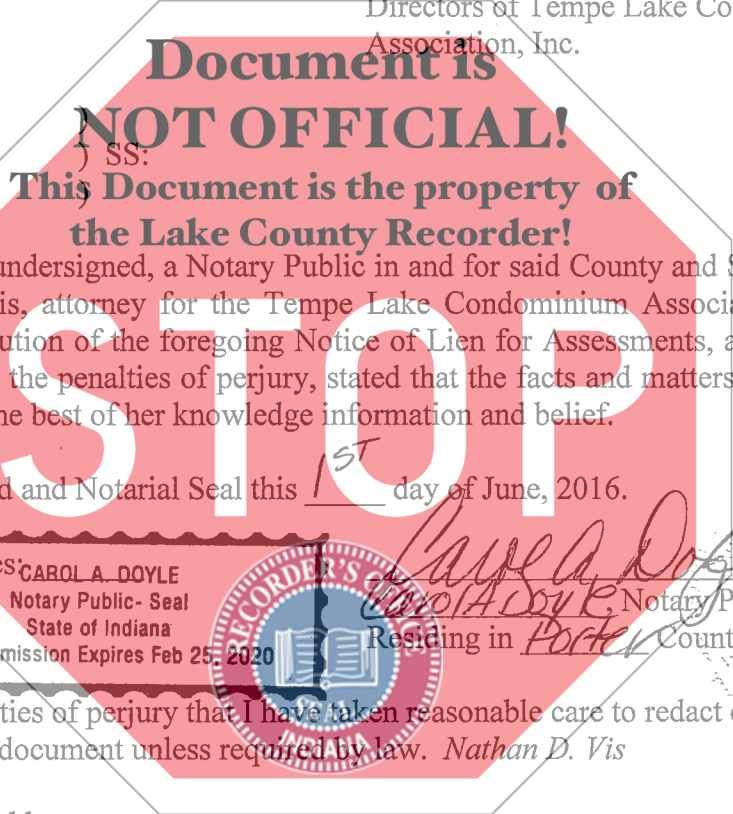 Directors of Tempe Lake Co
Association, Inc.
Document is
NOT OFFICIAL!
)
) SS:
)
This Document is the property of
the Lake County Recorder!
undersigned, a Notary Public in and for said County and S
is, attorney for the Tempe Lake Condominium Associa
ution of the foregoing Notice of Lien for Assessments, a
the penalties of perjury, stated that the facts and matters
he best of her knowledge information and belief.
STOP
d and Notarial Seal this 1ST day of June, 2016.
es:
CAROL A. DOYLE
Notary Public- Seal
State of Indiana
mission Expires Feb 25, 2020
Carol A Doyle
Carol A Doyle, Notary P
Residing in Porter Count
RECORDER'S OFFICE
SEAL
INDIANA
ties of perjury that I have taken reasonable care to redact
document unless required by law. Nathan D. Vis